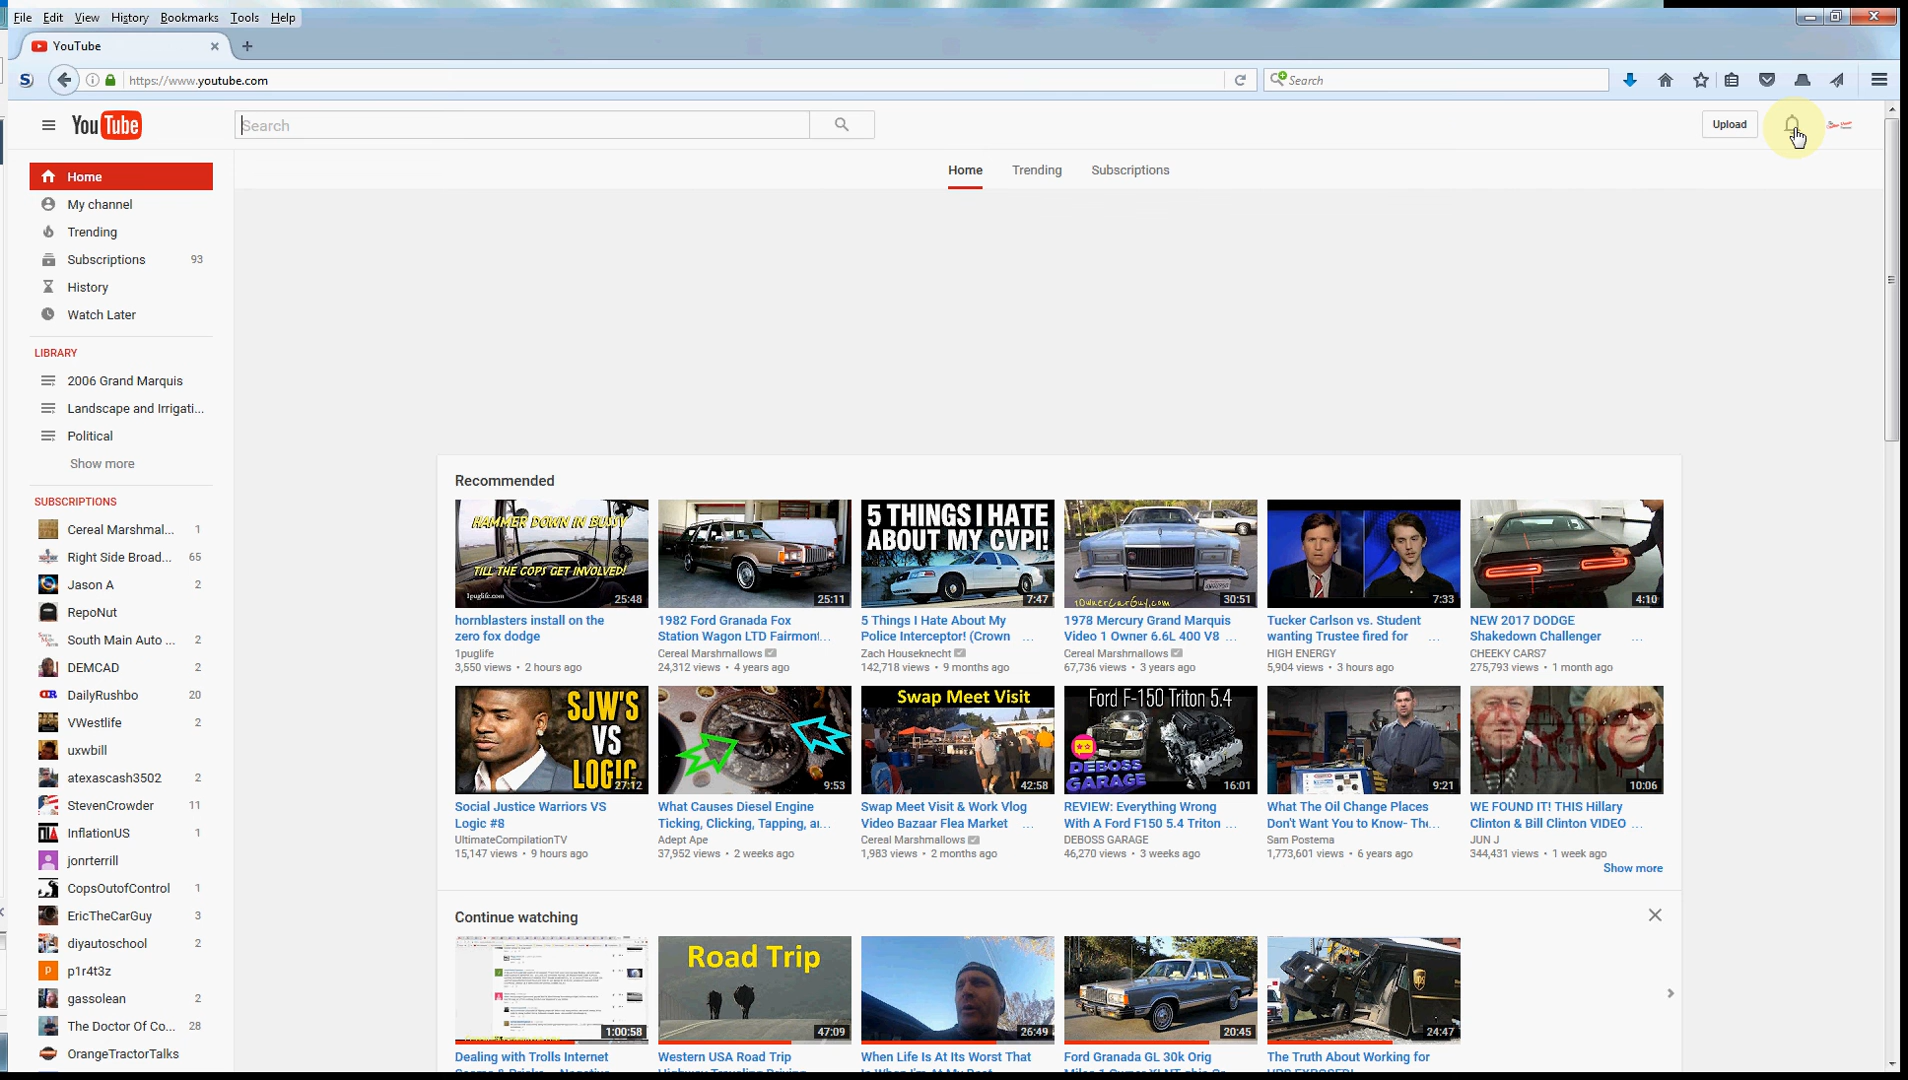 File Edit View History Bookmarks Tools Help
YouTube
https://www.youtube.com
Search
YouTube
Search
Upload
Home Trending Subscriptions
Home
My channel
Trending
Subscriptions 93
History
Watch Later
LIBRARY
2006 Grand Marquis
Landscape and Irrigati...
Political
Show more
SUBSCRIPTIONS
Cereal Marshmal... 1
Right Side Broad... 65
Jason A 2
RepoNut
South Main Auto ... 2
DEMCAD 2
DailyRushbo 20
VWestlife 2
uxwbill
atexascash3502 2
StevenCrowder 11
InflationUS 1
jonrterrill
CopsOutofControl 1
EricTheCarGuy 3
diyautoschool 2
p1r4t3z
gassolean 2
The Doctor Of Co... 28
OrangeTractorTalks
Recommended
HAMMER DOWN IN BUSSY
TILL THE COPS GET INVOLVED!
1puglife.com
25:48
hornblasters install on the
zero fox dodge
1puglife
3,550 views • 2 hours ago
25:11
1982 Ford Granada Fox
Station Wagon LTD Fairmont...
Cereal Marshmallows
24,312 views • 4 years ago
5 THINGS I HATE
ABOUT MY CVPI!
7:47
5 Things I Hate About My
Police Interceptor! (Crown ...
Zach Houseknecht
142,718 views • 9 months ago
1OwnerCarGuy.com
30:51
1978 Mercury Grand Marquis
Video 1 Owner 6.6L 400 V8 ...
Cereal Marshmallows
67,736 views • 3 years ago
7:33
Tucker Carlson vs. Student
wanting Trustee fired for ...
HIGH ENERGY
5,904 views • 3 hours ago
4:10
NEW 2017 DODGE
Shakedown Challenger ...
CHEEKY CARS7
275,793 views • 1 month ago
SJW'S
VS
LOGIC
27:12
Social Justice Warriors VS
Logic #8
UltimateCompilationTV
15,147 views • 9 hours ago
9:53
What Causes Diesel Engine
Ticking, Clicking, Tapping, ar...
Adept Ape
37,952 views • 2 weeks ago
Swap Meet Visit
42:58
Swap Meet Visit & Work Vlog
Video Bazaar Flea Market ...
Cereal Marshmallows
1,983 views • 2 months ago
Ford F-150 Triton 5.4
DEBOSS
GARAGE
16:01
REVIEW: Everything Wrong
With A Ford F150 5.4 Triton ...
DEBOSS GARAGE
46,270 views • 3 weeks ago
9:21
What The Oil Change Places
Don't Want You to Know- The...
Sam Postema
1,773,601 views • 6 years ago
10:06
WE FOUND IT! THIS Hillary
Clinton & Bill Clinton VIDEO ...
JUN J
344,431 views • 1 week ago
Show more
Continue watching
1:00:58
Dealing with Trolls Internet
Road Trip
47:09
Western USA Road Trip
26:49
When Life Is At Its Worst That
20:45
Ford Granada GL 30k Orig
24:47
The Truth About Working for